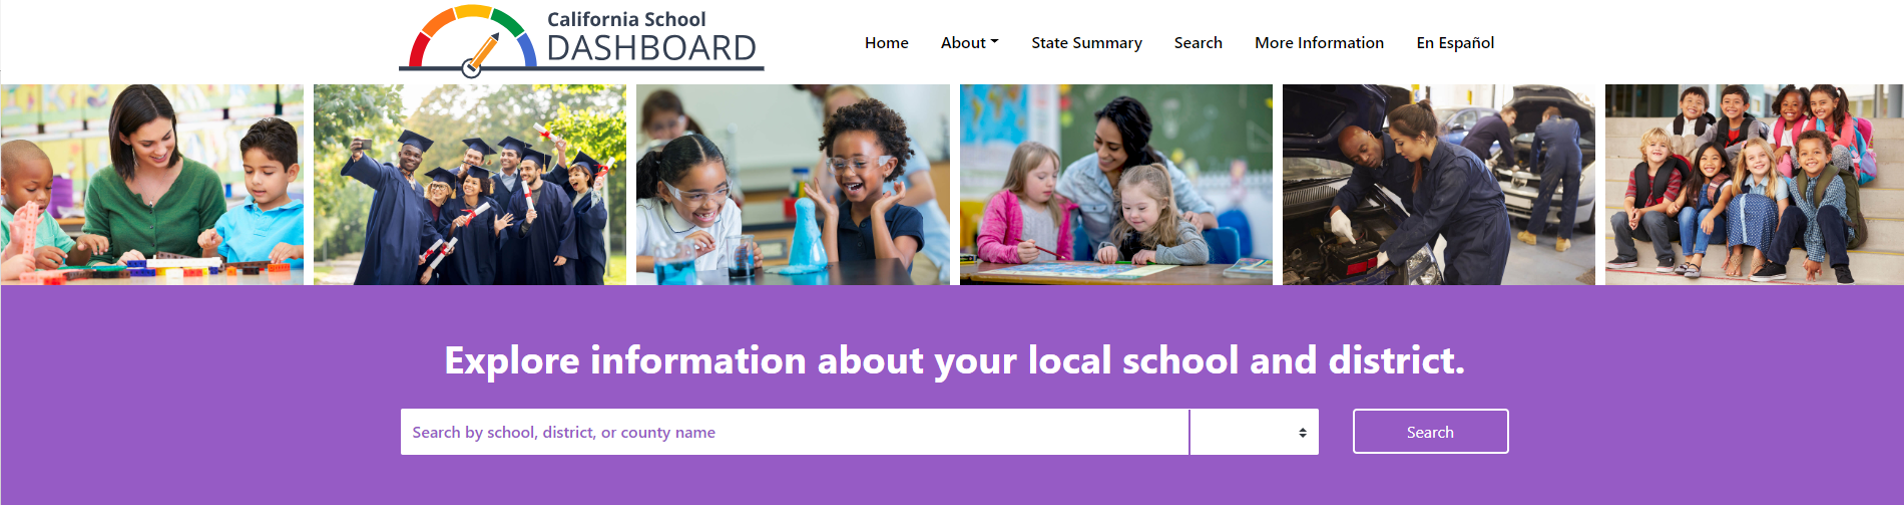 California School
DASHBOARD
Home About State Summary Search More Information En Español
Explore information about your local school and district.
Search by school, district, or county name
Search